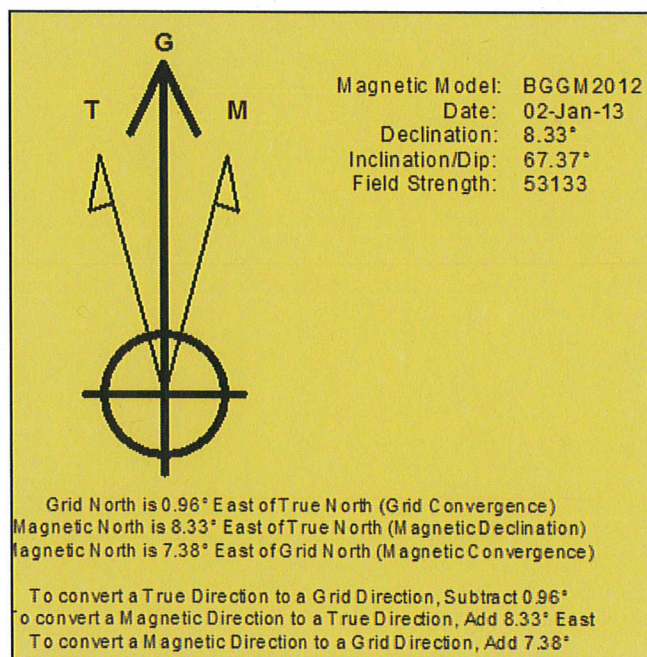 G
T M
Magnetic Model: BGGM2012
Date: 02-Jan-13
Declination: 8.33°
Inclination/Dip: 67.37°
Field Strength: 53133
Grid North is 0.96° East of True North (Grid Convergence)
Magnetic North is 8.33° East of True North (Magnetic Declination)
Magnetic North is 7.38° East of Grid North (Magnetic Convergence)
To convert a True Direction to a Grid Direction, Subtract 0.96°
To convert a Magnetic Direction to a True Direction, Add 8.33° East
To convert a Magnetic Direction to a Grid Direction, Add 7.38°